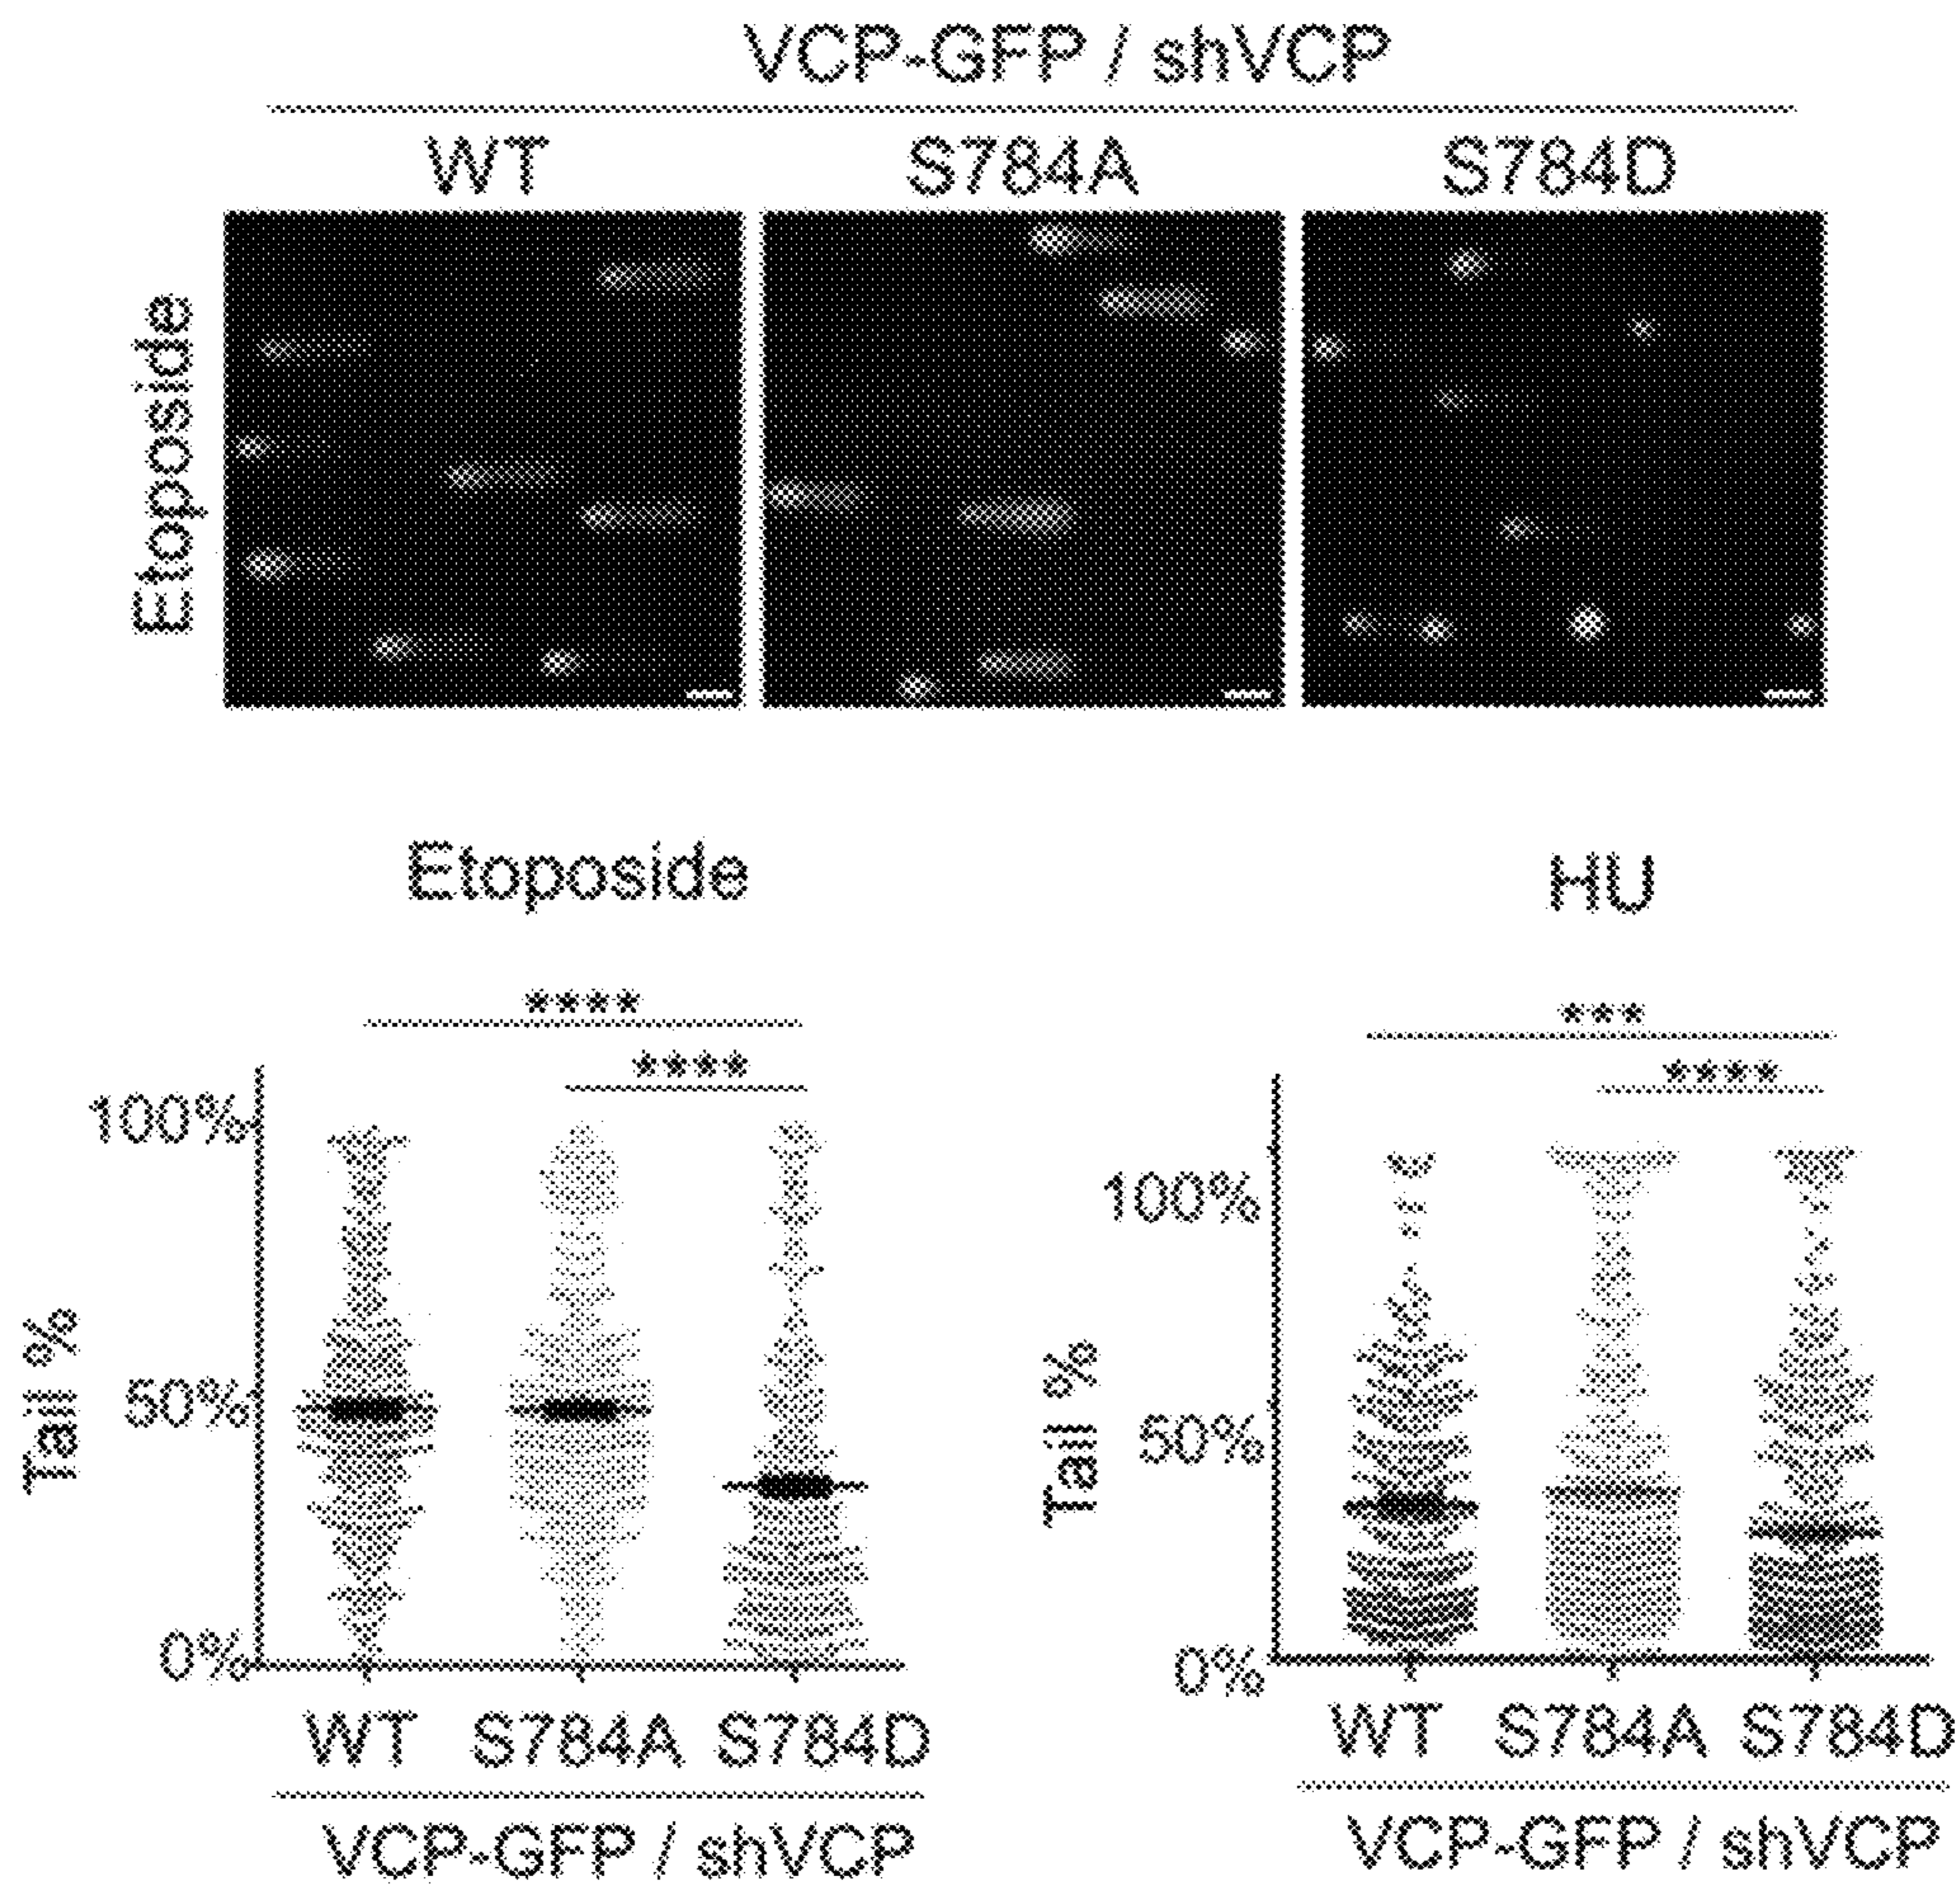 VCP-GFP / shVCP
WT S784A S784D
Etoposide
Etoposide
****
****
Tail %
100%
50%
0%
WT S784A S784D
VCP-GFP / shVCP
HU
***
****
Tail %
100%
50%
0%
WT S784A S784D
VCP-GFP / shVCP